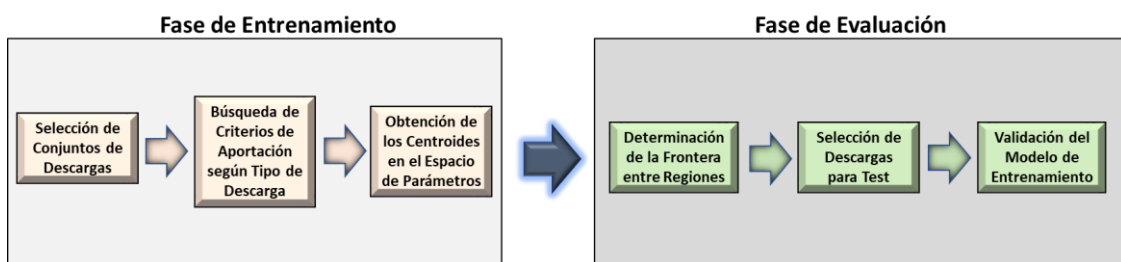 Fase de Entrenamiento
Selección de
Conjuntos de
Descargas
Búsqueda de
Criterios de
Aportación
según Tipo de
Descarga
Obtención de
los Centroides
en el Espacio
de Parámetros
Fase de Evaluación
Determinación
de la Frontera
entre Regiones
Selección de
Descargas
para Test
Validación del
Modelo de
Entrenamiento